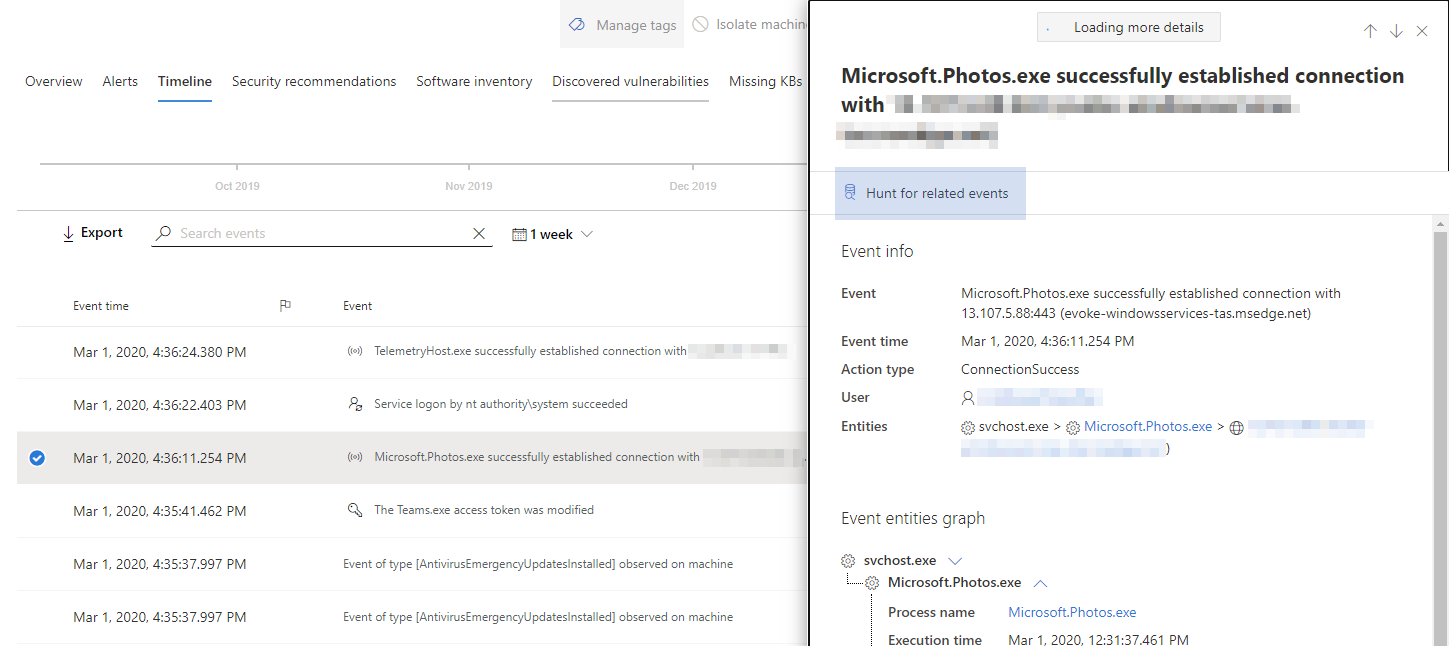 Manage tags
Isolate machin
Overview Alerts Timeline Security recommendations Software inventory Discovered vulnerabilities Missing KBs
Oct 2019 Nov 2019 Dec 2019
Export Search events 1 week
Event time Event
Mar 1, 2020, 4:36:24.380 PM TelemetryHost.exe successfully established connection with
Mar 1, 2020, 4:36:22.403 PM Service logon by nt authority\system succeeded
Mar 1, 2020, 4:36:11.254 PM Microsoft.Photos.exe successfully established connection with
Mar 1, 2020, 4:35:41.462 PM The Teams.exe access token was modified
Mar 1, 2020, 4:35:37.997 PM Event of type [AntivirusEmergencyUpdatesInstalled] observed on machine
Mar 1, 2020, 4:35:37.997 PM Event of type [AntivirusEmergencyUpdatesInstalled] observed on machine
Loading more details
Microsoft.Photos.exe successfully established connection
with
Hunt for related events
Event info
Event Microsoft.Photos.exe successfully established connection with
13.107.5.88:443 (evoke-windowsservices-tas.msedge.net)
Event time Mar 1, 2020, 4:36:11.254 PM
Action type ConnectionSuccess
User
Entities svchost.exe > Microsoft.Photos.exe >
)
Event entities graph
svchost.exe
Microsoft.Photos.exe
Process name Microsoft.Photos.exe
Execution time Mar 1, 2020, 12:31:37.461 PM